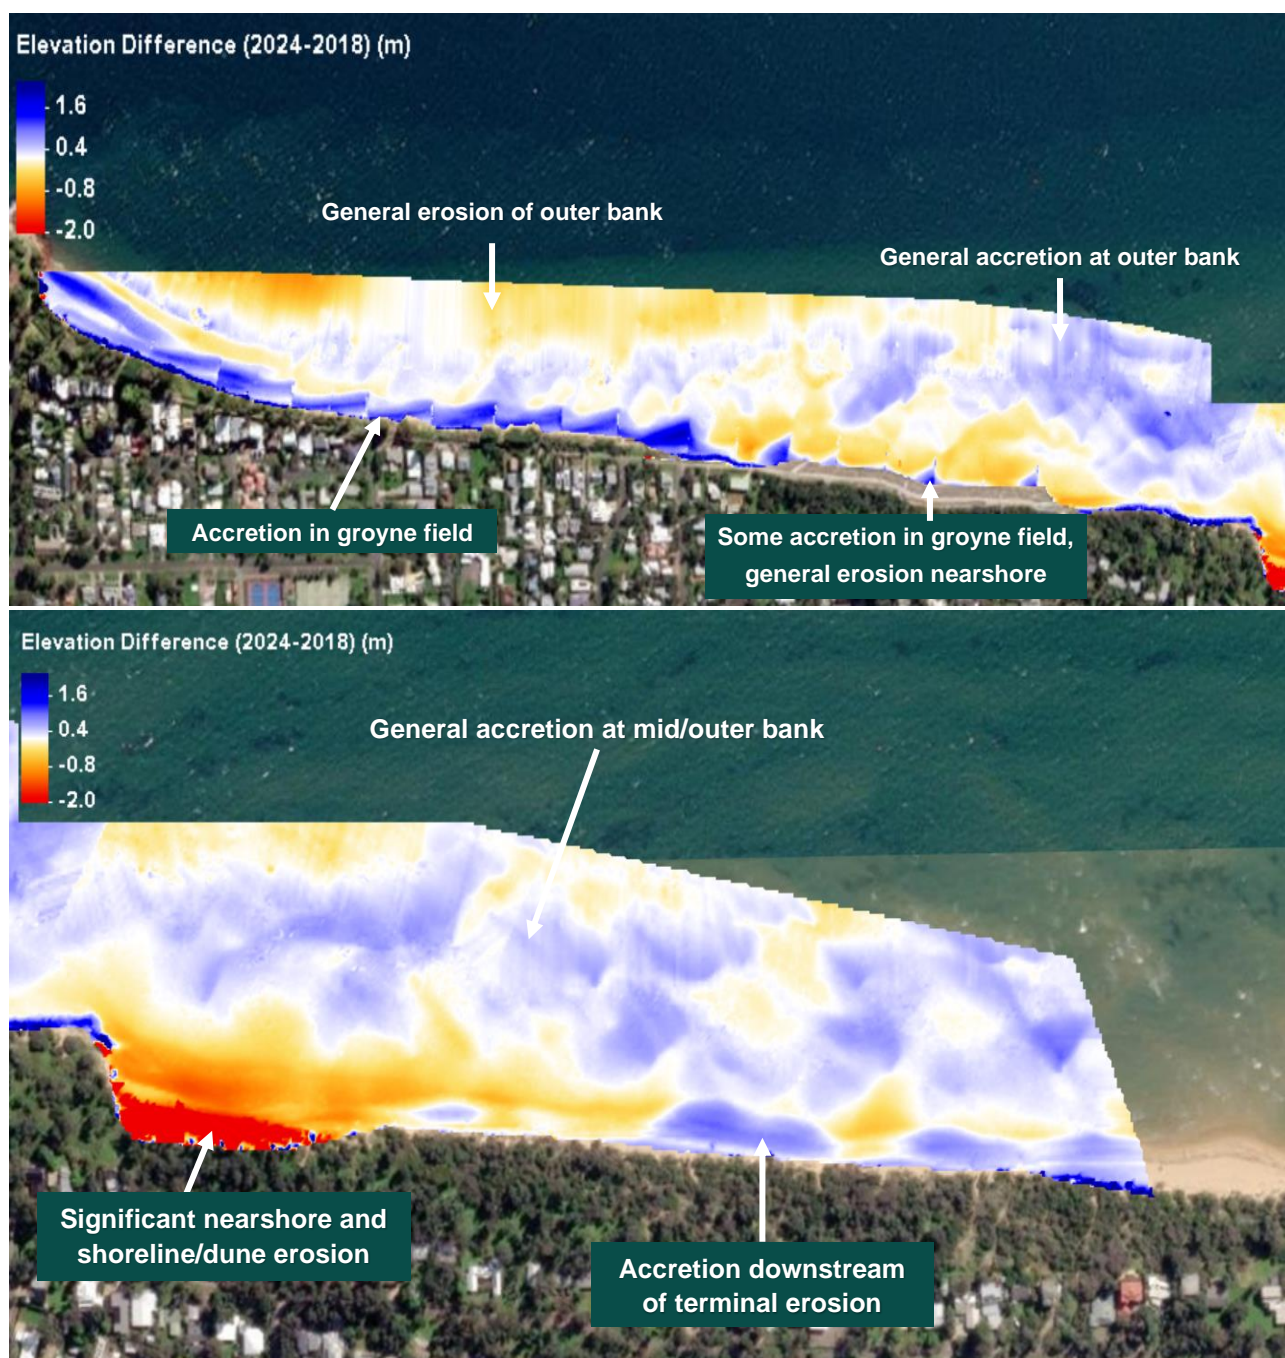 Elevation Difference (2024-2018) (m)
1.6
0.4
-0.8
-2.0
General erosion of outer bank
General accretion at outer bank
Accretion in groyne field
Some accretion in groyne field,
general erosion nearshore
Elevation Difference (2024-2018) (m)
1.6
0.4
-0.8
-2.0
General accretion at mid/outer bank
Significant nearshore and
shoreline/dune erosion
Accretion downstream
of terminal erosion